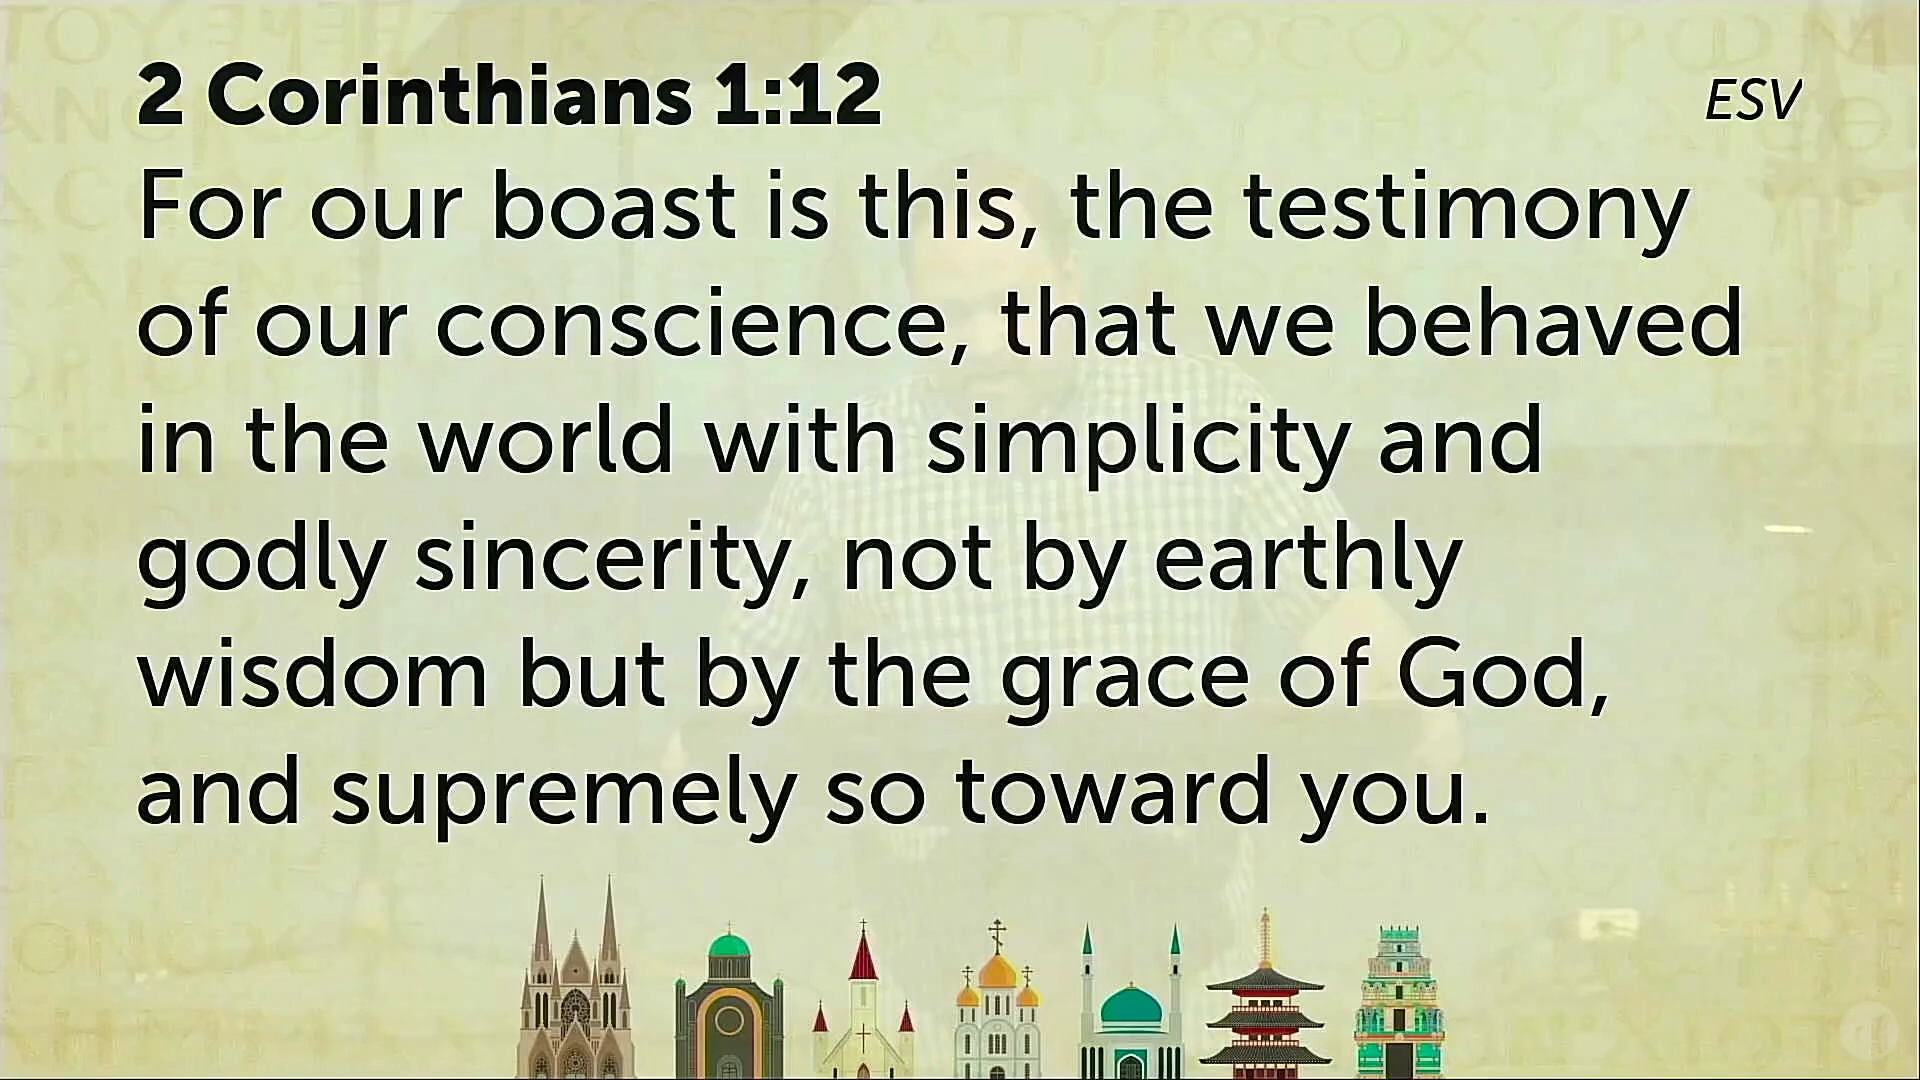 2 Corinthians 1:12
ESV
For our boast is this, the testimony
of our conscience, that we behaved
in the world with simplicity and
godly sincerity, not by earthly
wisdom but by the grace of God,
and supremely so toward you.